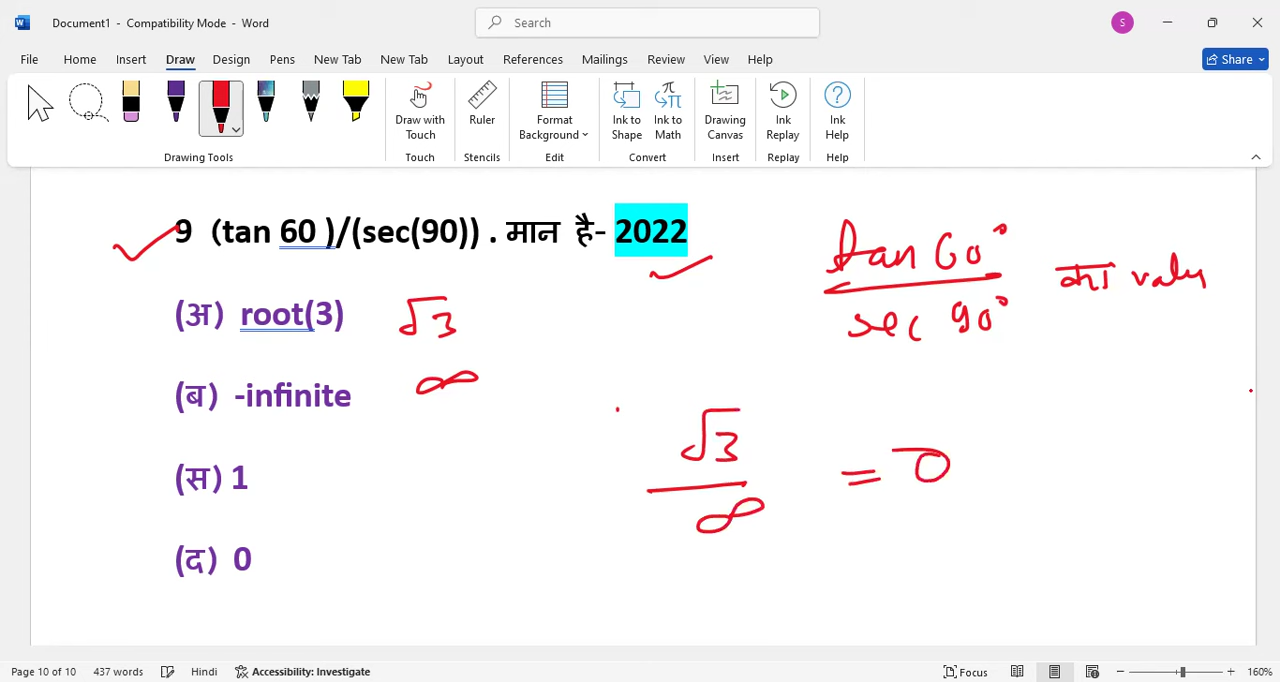 Document1 - Compatibility Mode - Word
Search
S
File Home Insert Draw Design Pens New Tab New Tab Layout References Mailings Review View Help
Share
Draw with Touch
Ruler
Format Background
Ink to Shape
Ink to Math
Drawing Canvas
Ink Replay
Ink Help
Drawing Tools Touch Stencils Edit Convert Insert Replay Help
9 (tan 60 )/(sec(90)) . मान है- 2022
tan 60°
sec 90°
का
(अ) root(3) √3
(ब) -infinite ∞
√3
∞
= 0
(स) 1
(द) 0
Page 10 of 10 437 words Hindi Accessibility: Investigate Focus 160%